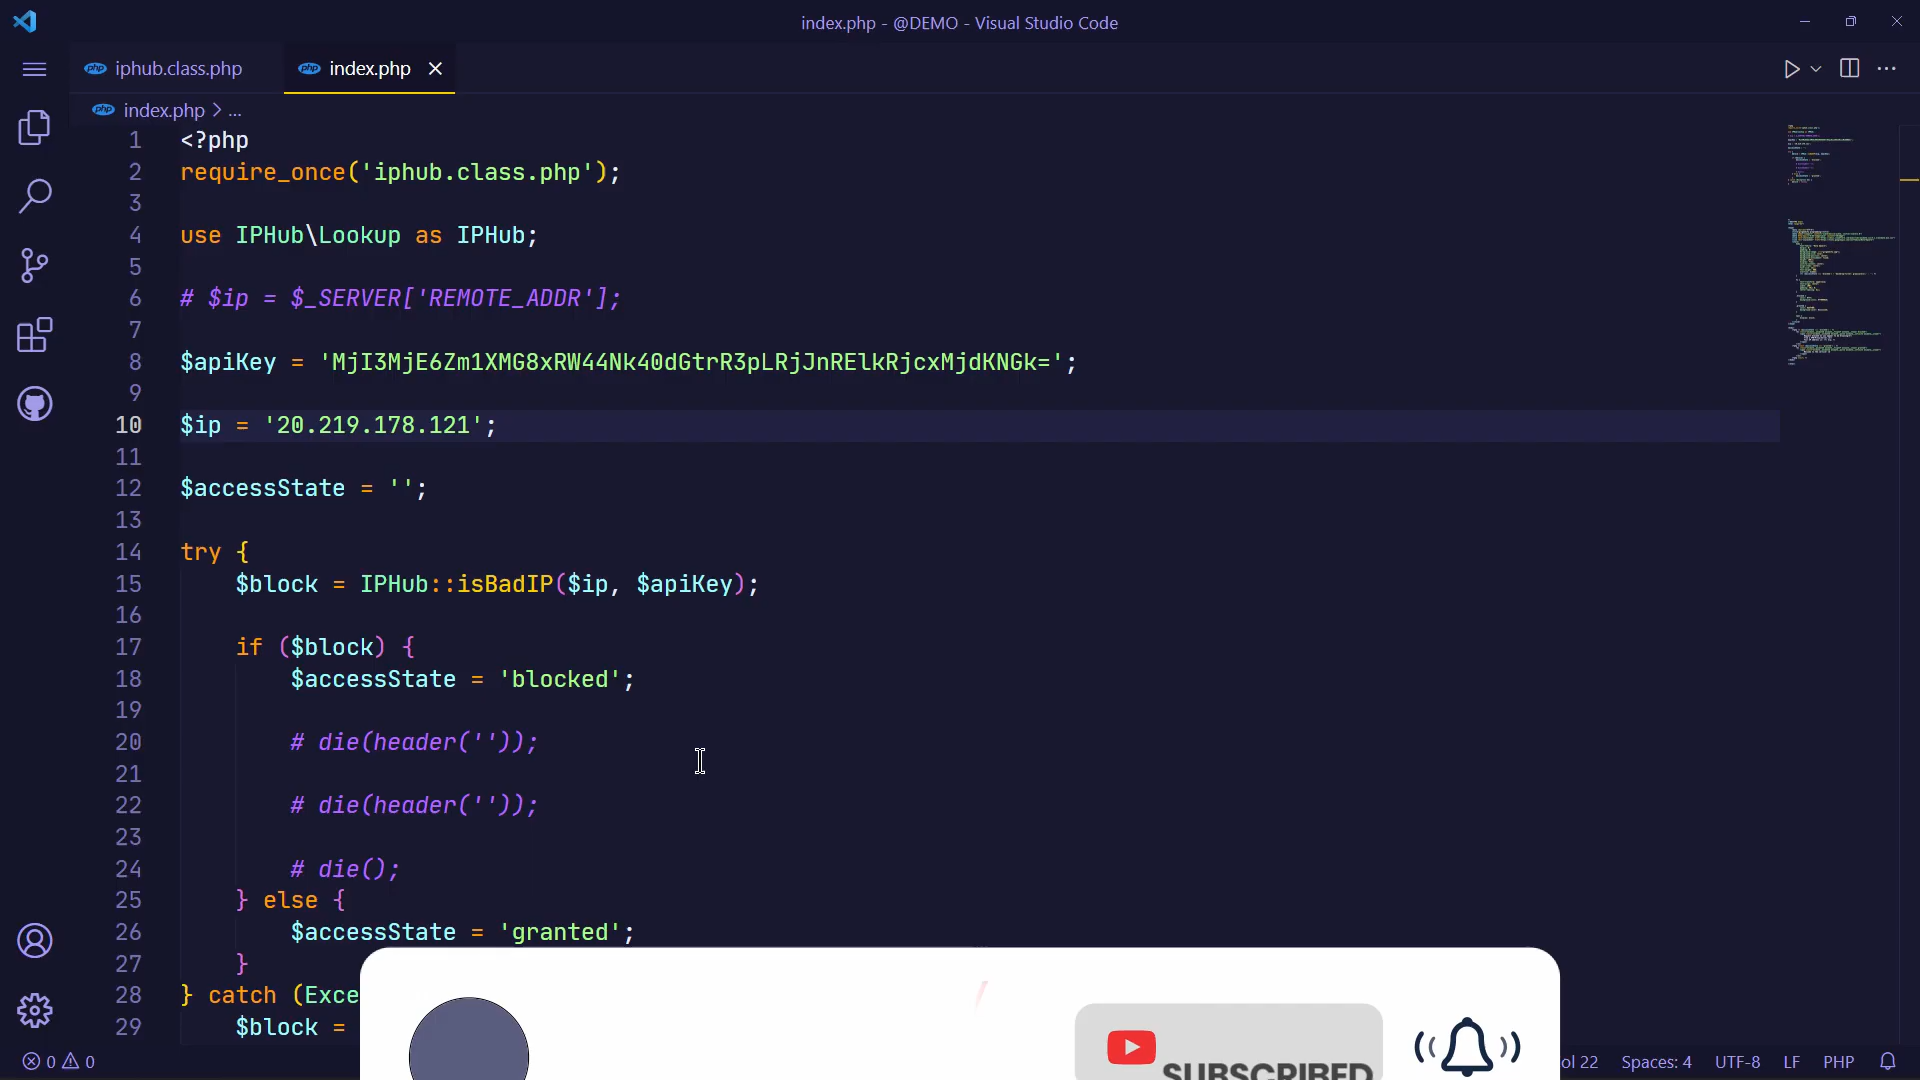 index.php - @DEMO - Visual Studio Code
iphub.class.php
index.php
index.php > ...
1 <?php
2 require_once('iphub.class.php');
3
4 use IPHub\Lookup as IPHub;
5
6 # $ip = $_SERVER['REMOTE_ADDR'];
7
8 $apiKey = 'MjI3MjE6Zm1XMG8xRW44Nk40dGtrR3pLRjJnRElkRjcxMjdKNGk=';
9
10 $ip = '20.219.178.121';
11
12 $accessState = '';
13
14 try {
15 $block = IPHub::isBadIP($ip, $apiKey);
16
17 if ($block) {
18 $accessState = 'blocked';
19
20 # die(header(''));
21
22 # die(header(''));
23
24 # die();
25 } else {
26 $accessState = 'granted';
27 }
28 } catch (Exce
29 $block =
SUBSCRIBED
0 0 ol 22 Spaces: 4 UTF-8 LF PHP